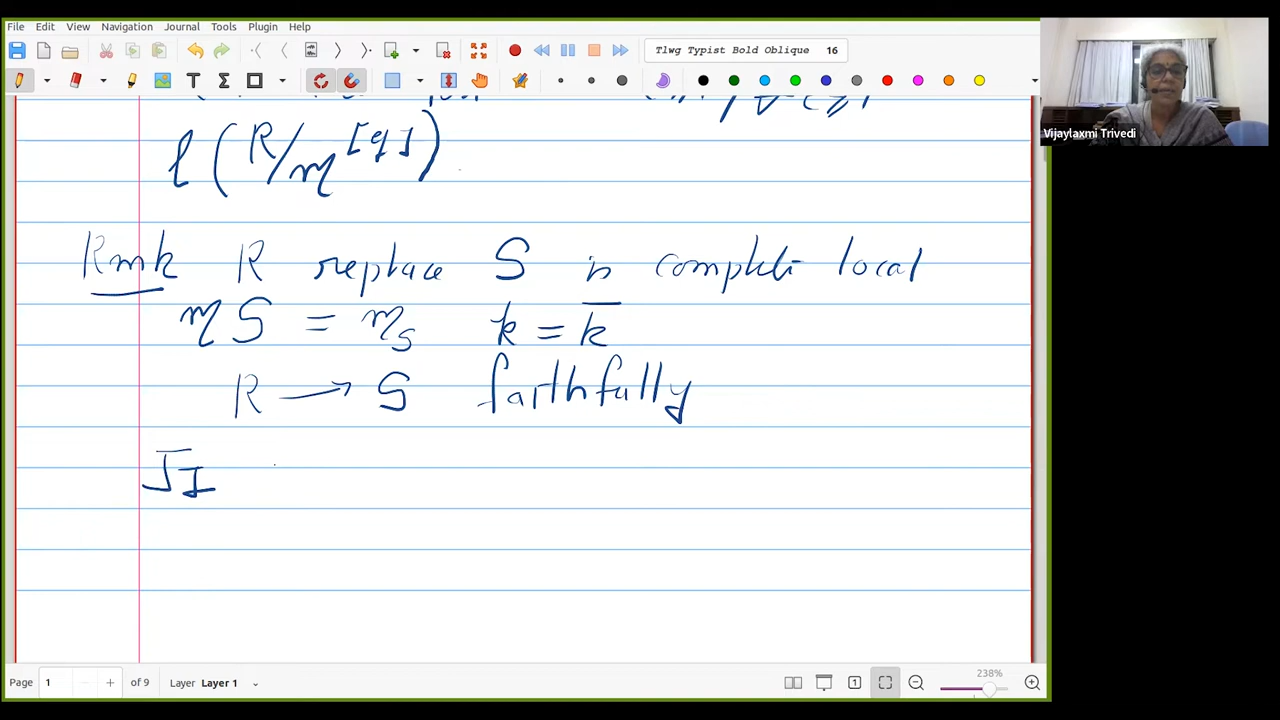 File Edit View Navigation Journal Tools Plugin Help
Tlwg Typist Bold Oblique 16
Vijaylaxmi Trivedi
ℓ(R/m^[q])
Rmk R replace S is complete local
mS = m_S k = k̄
R → S faithfully
√I
Page 1 of 9 Layer Layer 1 238%